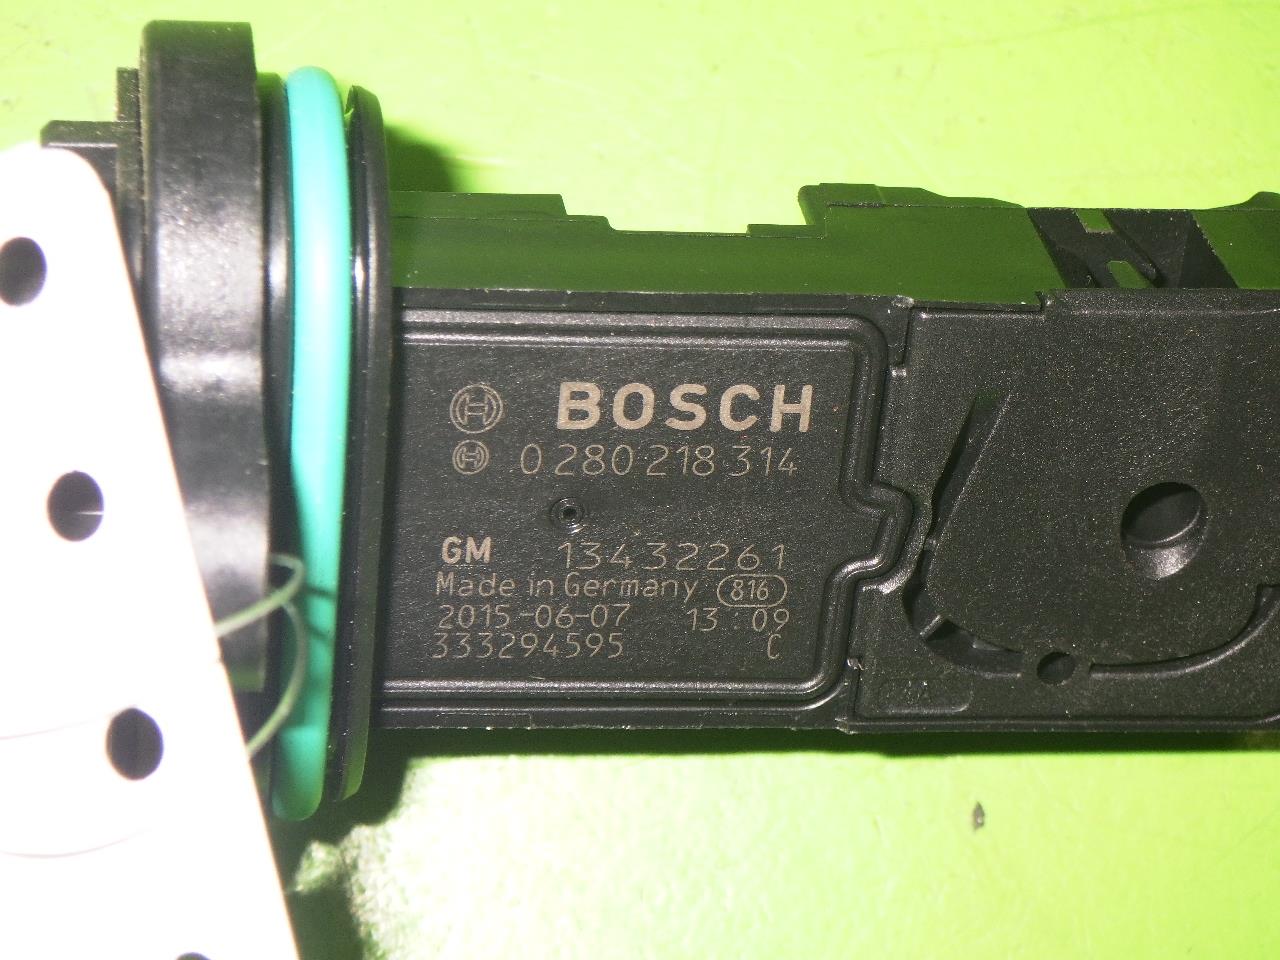 BOSCH
0 280 218 314
GM 13432261
Made in Germany 816
2015-06-07 13:09
333294595 C